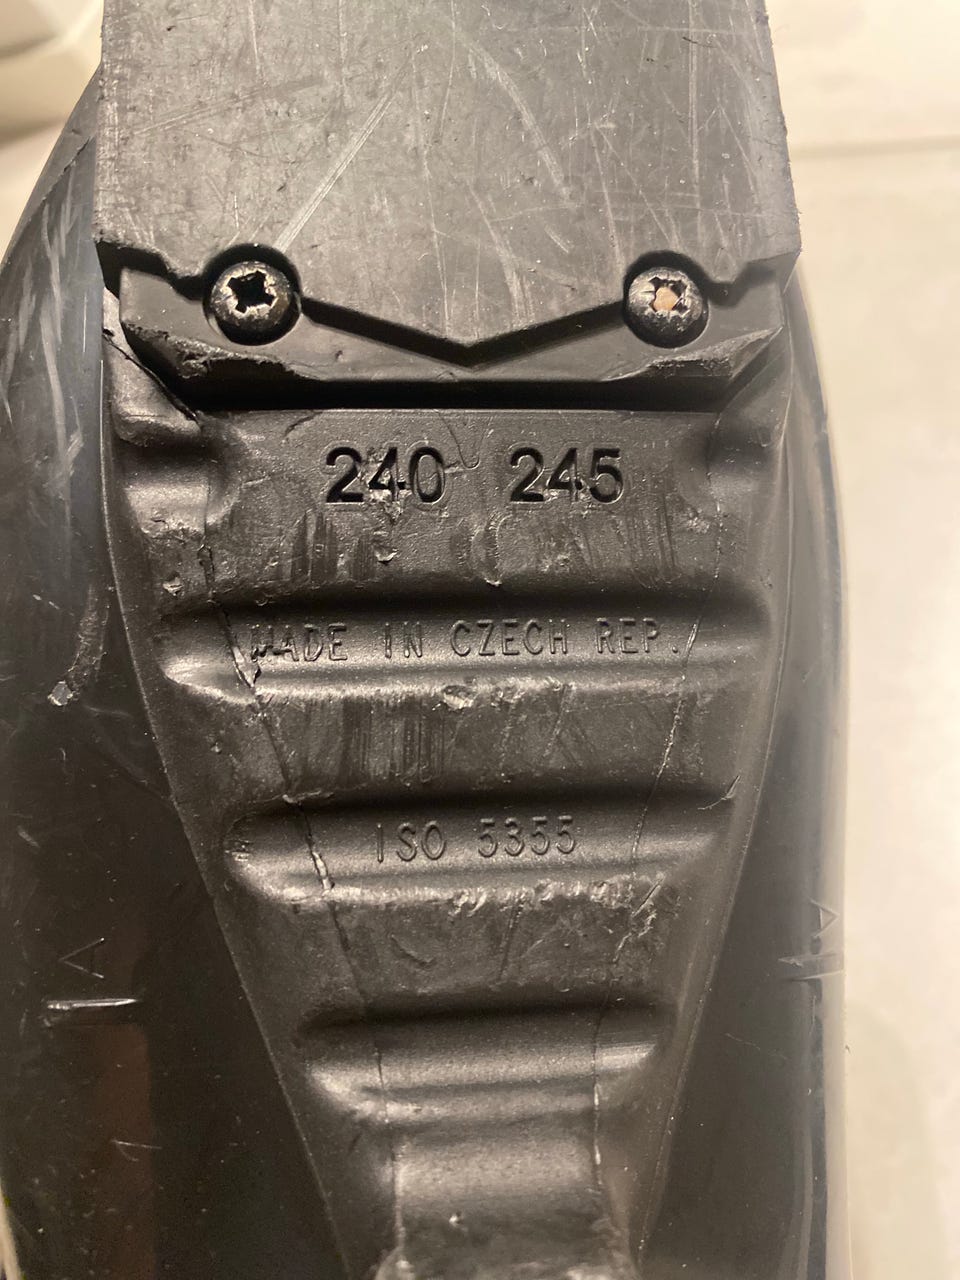 240 245
MADE IN CZECH REP.
ISO 5355